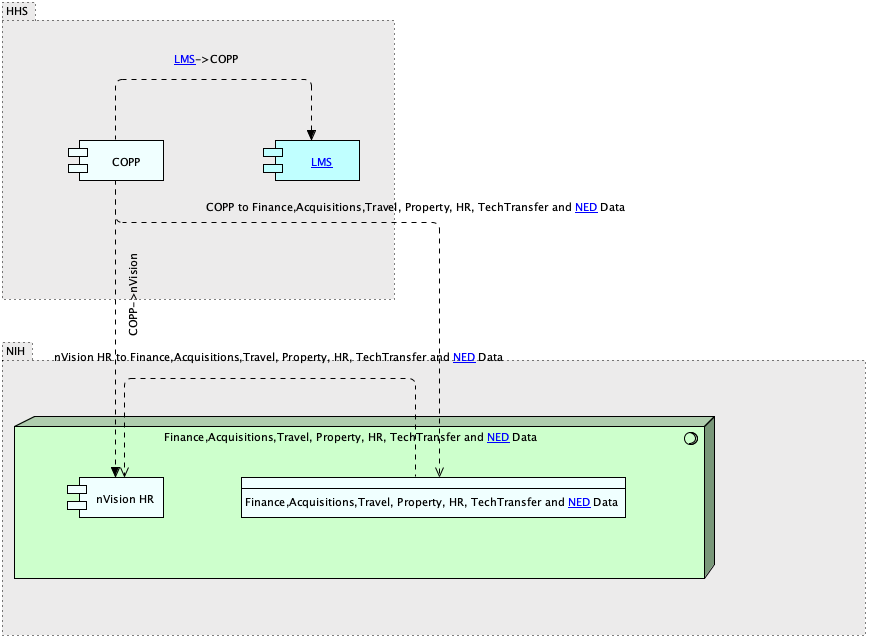 HHS
LMS->COPP
COPP
LMS
COPP to Finance,Acquisitions,Travel, Property, HR, TechTransfer and NED Data
COPP->nVision
NIH
nVision HR to Finance,Acquisitions,Travel, Property, HR, TechTransfer and NED Data
Finance,Acquisitions,Travel, Property, HR, TechTransfer and NED Data
nVision HR
Finance,Acquisitions,Travel, Property, HR, TechTransfer and NED Data